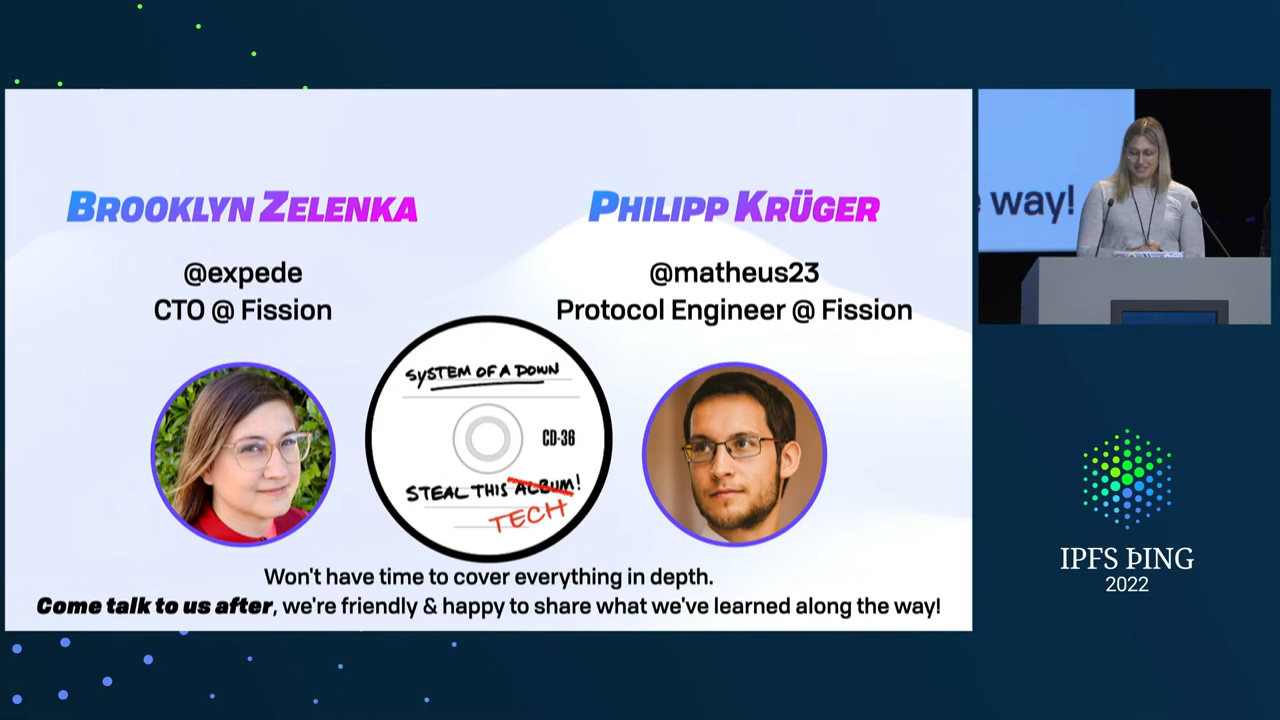 BROOKLYN ZELENKA
@expede
CTO @ Fission
PHILIPP KRÜGER
@matheus23
Protocol Engineer @ Fission
SYSTEM OF A DOWN
CD-36
STEAL THIS ALBUM!
TECH
Won't have time to cover everything in depth.
Come talk to us after, we're friendly & happy to share what we've learned along the way!
way!
IPFS ÞING
2022